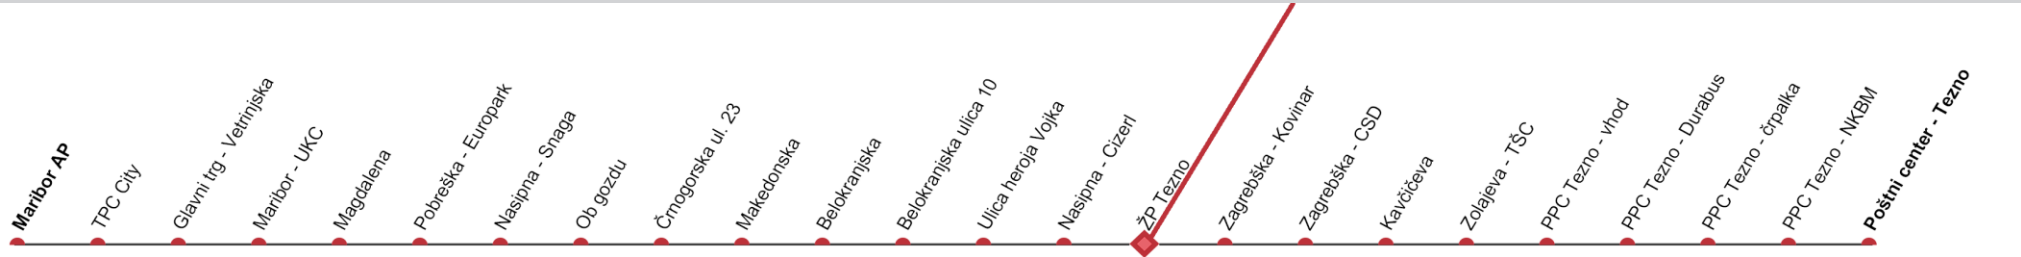 Maribor AP
TPC City
Glavni trg - Vetrinjska
Maribor - UKC
Magdalena
Pobreška - Europark
Nasipna - Snaga
Ob gozdu
Črnogorska ul. 23
Makedonska
Belokranjska
Belokranjska ulica 10
Ulica heroja Vojka
Nasipna - Cizerl
ŽP Tezno
Zagrebška - Kovinar
Zagrebška - CSD
Kavčičeva
Zolajeva - TŠC
PPC Tezno - vhod
PPC Tezno - Durabus
PPC Tezno - črpalka
PPC Tezno - NKBM
Poštni center - Tezno